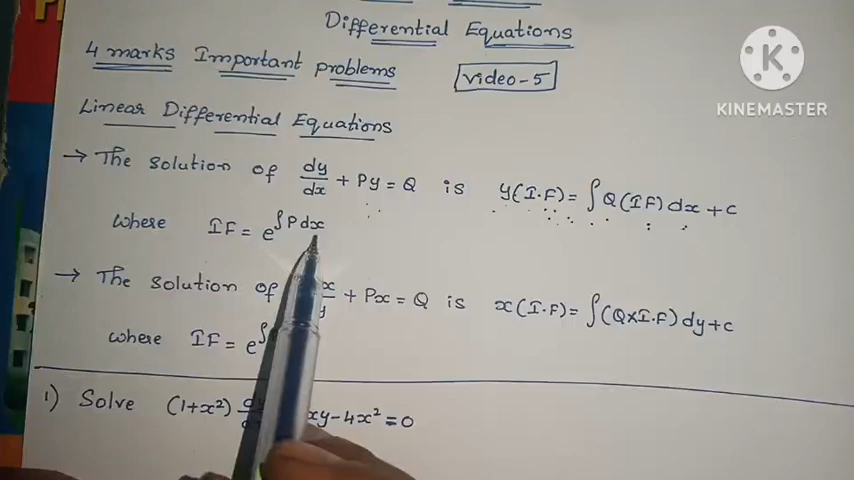 Differential Equations
4 marks Important problems video-5
K
KINEMASTER
Linear Differential Equations
→ The solution of dy/dx + Py = Q is y(I.F) = ∫Q(IF)dx + c
where IF = e^∫Pdx
→ The solution of x/y + Px = Q is x(I.F) = ∫(Q×I.F)dy+c
where IF = e^∫
1) Solve (1+x²) xy - 4x² = 0